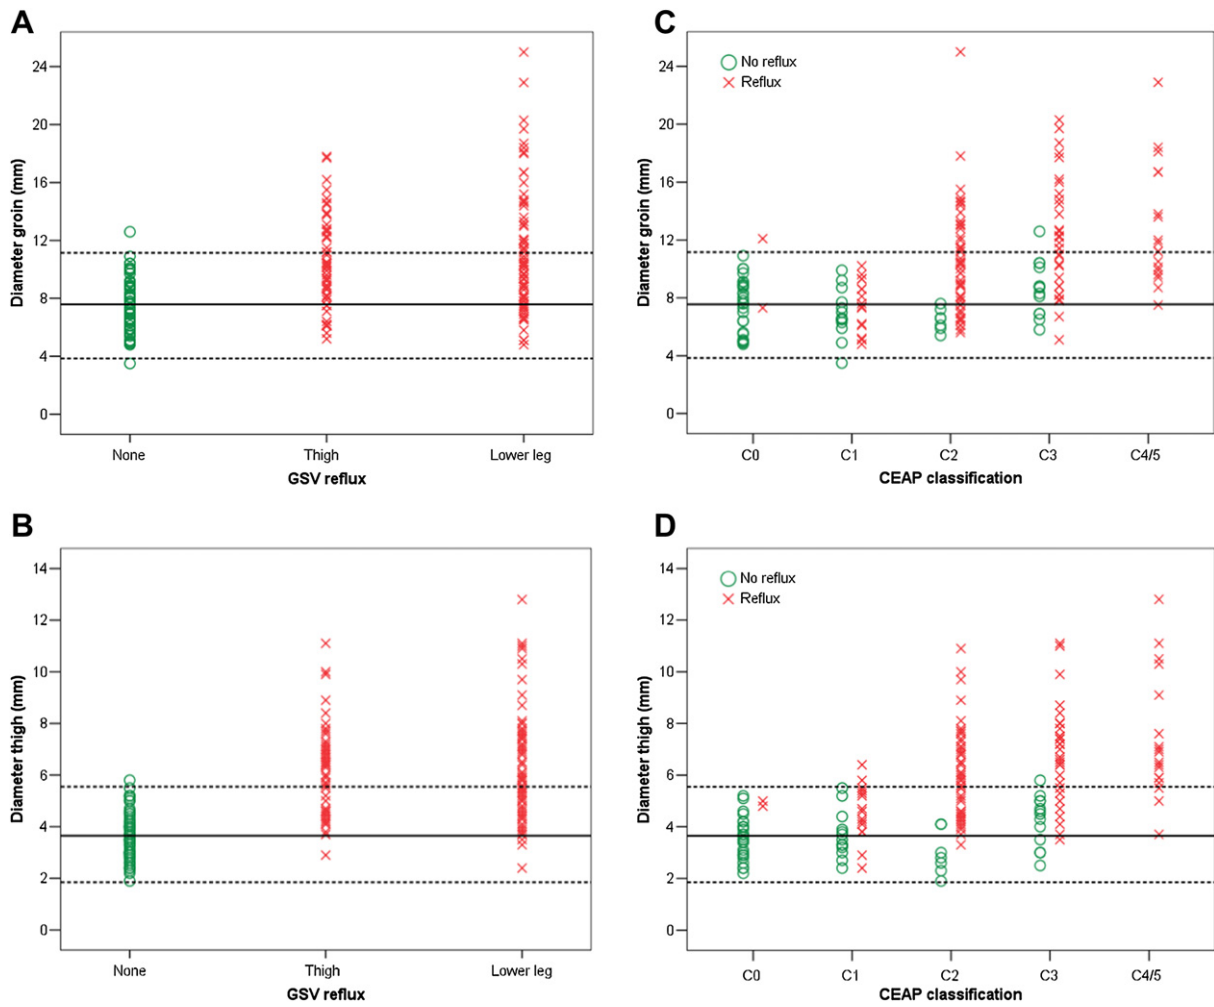 A
Diameter groin (mm)
24
20
16
12
8
4
0
None
Thigh
Lower leg
GSV reflux
C
Diameter groin (mm)
24
20
16
12
8
4
0
No reflux
Reflux
C0
C1
C2
C3
C4/5
CEAP classification
B
Diameter thigh (mm)
14
12
10
8
6
4
2
0
None
Thigh
Lower leg
GSV reflux
D
Diameter thigh (mm)
14
12
10
8
6
4
2
0
No reflux
Reflux
C0
C1
C2
C3
C4/5
CEAP classification